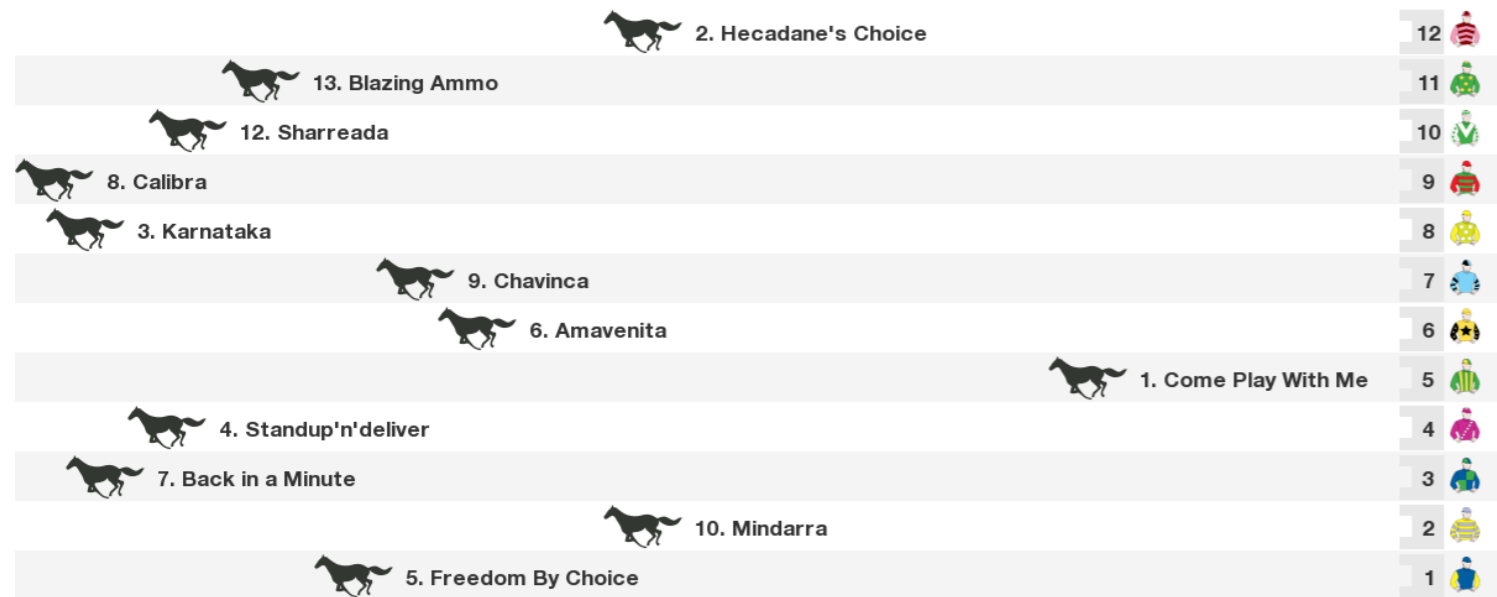 2. Hecadane's Choice 12
13. Blazing Ammo 11
12. Sharreada 10
8. Calibra 9
3. Karnataka 8
9. Chavinca 7
6. Amavenita 6
1. Come Play With Me 5
4. Standup'n'deliver 4
7. Back in a Minute 3
10. Mindarra 2
5. Freedom By Choice 1